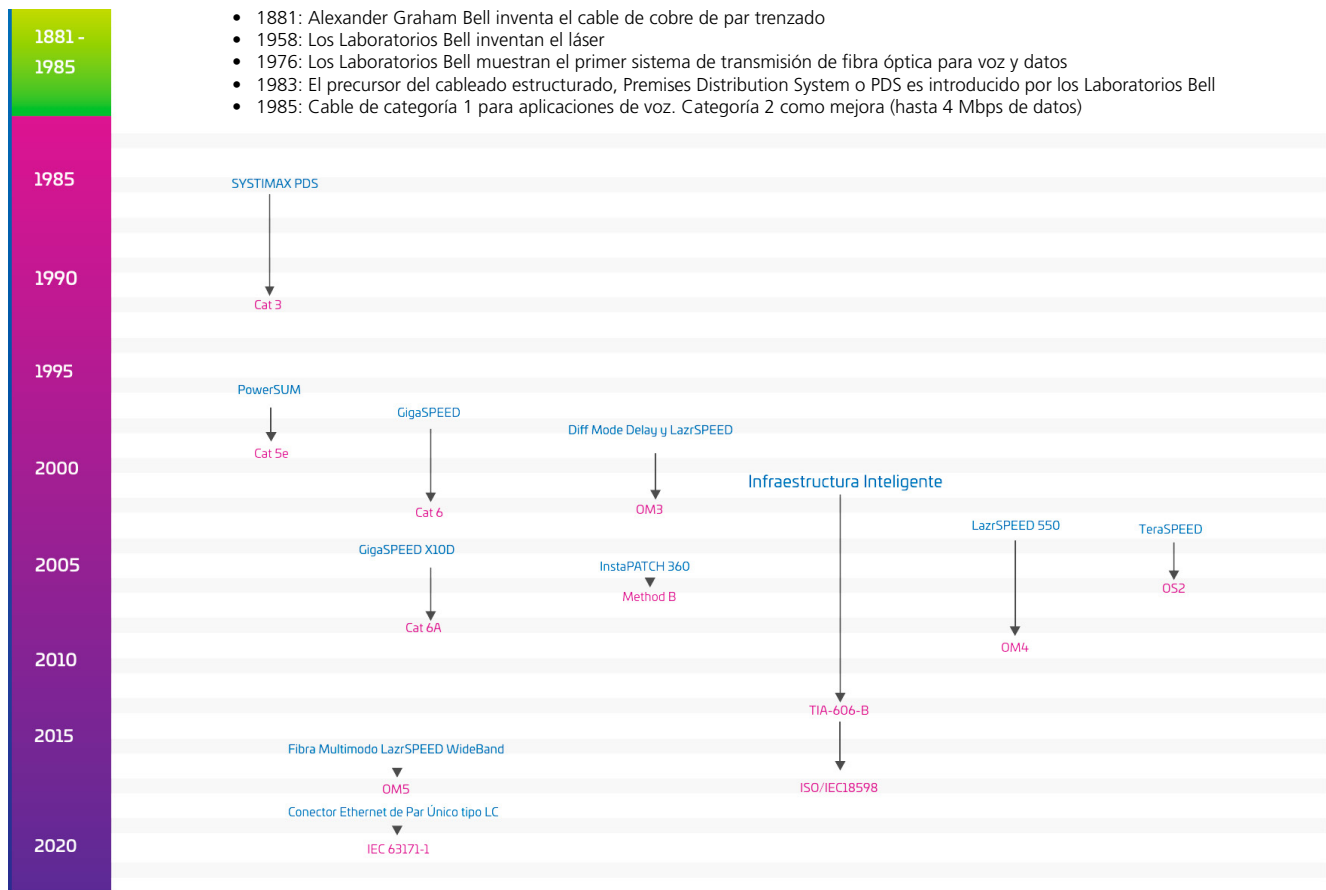 1881 -
1985
• 1881: Alexander Graham Bell inventa el cable de cobre de par trenzado
• 1958: Los Laboratorios Bell inventan el láser
• 1976: Los Laboratorios Bell muestran el primer sistema de transmisión de fibra óptica para voz y datos
• 1983: El precursor del cableado estructurado, Premises Distribution System o PDS es introducido por los Laboratorios Bell
• 1985: Cable de categoría 1 para aplicaciones de voz. Categoría 2 como mejora (hasta 4 Mbps de datos)
1985
SYSTIMAX PDS
1990
Cat 3
1995
PowerSUM
GigaSPEED
Diff Mode Delay y LazrSPEED
Cat 5e
2000
Infraestructura Inteligente
Cat 6
OM3
LazrSPEED 550
TeraSPEED
GigaSPEED X10D
2005
InstaPATCH 360
OS2
Method B
Cat 6A
OM4
2010
TIA-606-B
2015
Fibra Multimodo LazrSPEED WideBand
OM5
ISO/IEC18598
Conector Ethernet de Par Único tipo LC
2020
IEC 63171-1